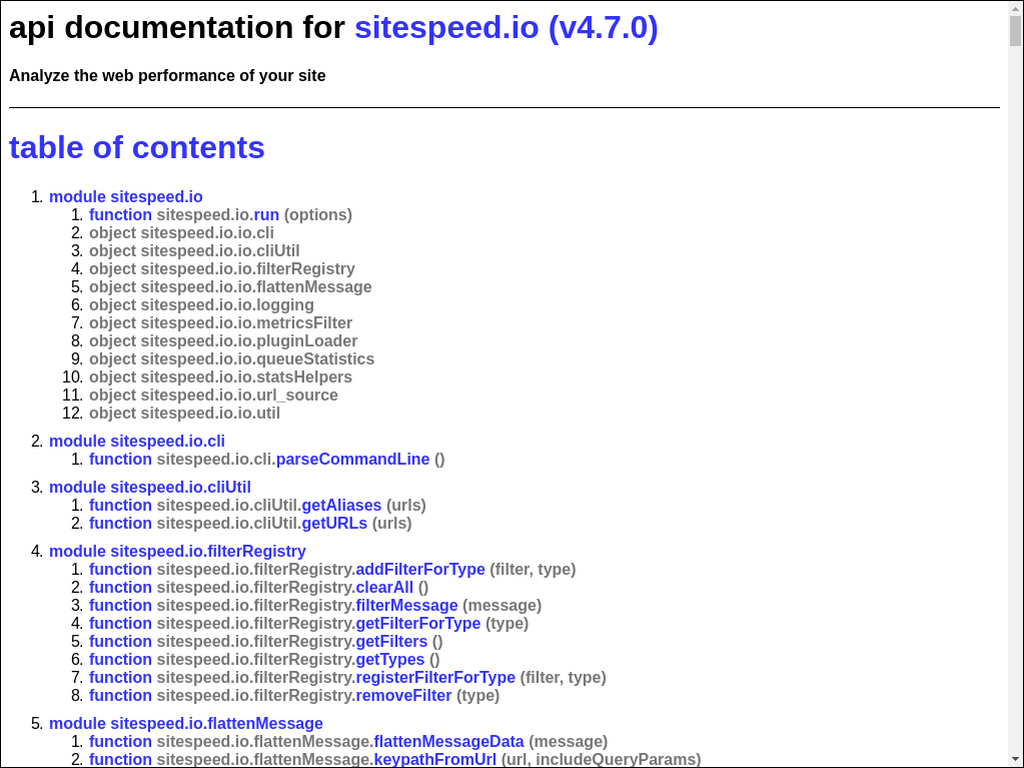 api documentation for sitespeed.io (v4.7.0)
Analyze the web performance of your site
table of contents
1. module sitespeed.io
1. function sitespeed.io.run (options)
2. object sitespeed.io.io.cli
3. object sitespeed.io.io.cliUtil
4. object sitespeed.io.io.filterRegistry
5. object sitespeed.io.io.flattenMessage
6. object sitespeed.io.io.logging
7. object sitespeed.io.io.metricsFilter
8. object sitespeed.io.io.pluginLoader
9. object sitespeed.io.io.queueStatistics
10. object sitespeed.io.io.statsHelpers
11. object sitespeed.io.io.url_source
12. object sitespeed.io.io.util
2. module sitespeed.io.cli
1. function sitespeed.io.cli.parseCommandLine ()
3. module sitespeed.io.cliUtil
1. function sitespeed.io.cliUtil.getAliases (urls)
2. function sitespeed.io.cliUtil.getURLs (urls)
4. module sitespeed.io.filterRegistry
1. function sitespeed.io.filterRegistry.addFilterForType (filter, type)
2. function sitespeed.io.filterRegistry.clearAll ()
3. function sitespeed.io.filterRegistry.filterMessage (message)
4. function sitespeed.io.filterRegistry.getFilterForType (type)
5. function sitespeed.io.filterRegistry.getFilters ()
6. function sitespeed.io.filterRegistry.getTypes ()
7. function sitespeed.io.filterRegistry.registerFilterForType (filter, type)
8. function sitespeed.io.filterRegistry.removeFilter (type)
5. module sitespeed.io.flattenMessage
1. function sitespeed.io.flattenMessage.flattenMessageData (message)
2. function sitespeed.io.flattenMessage.keypathFromUrl (url, includeQueryParams)